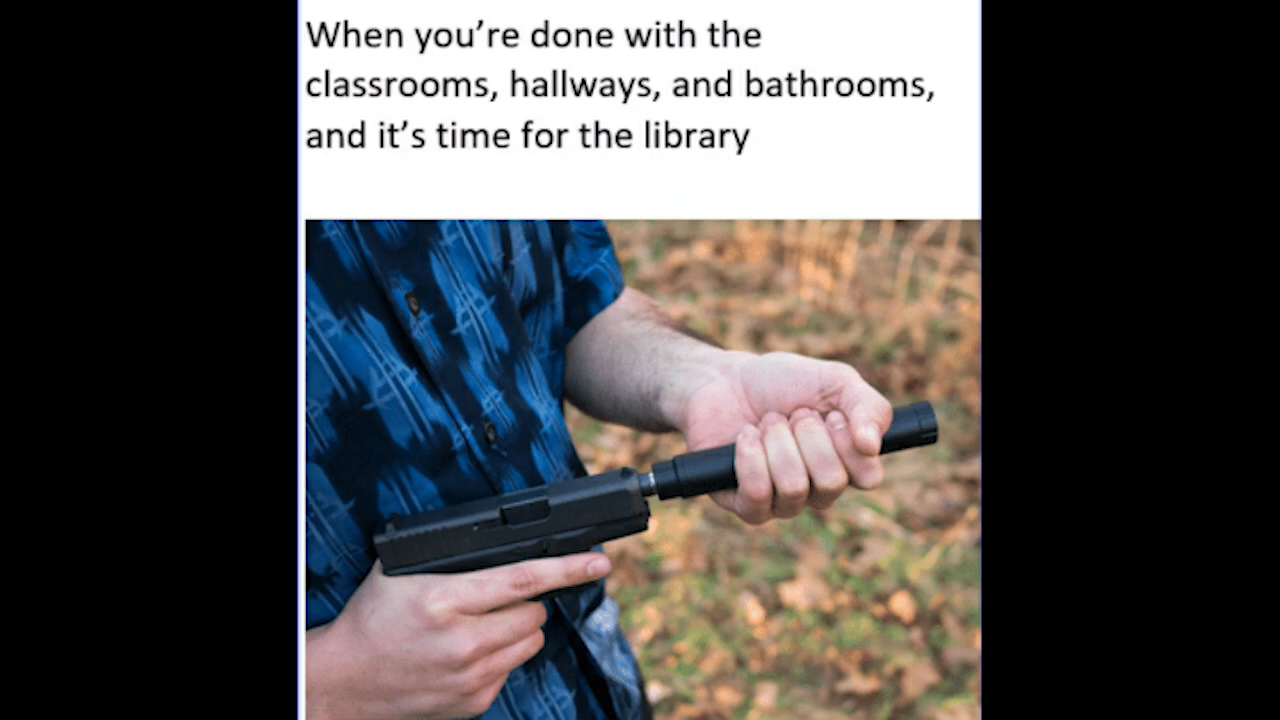 When you’re done with the
classrooms, hallways, and bathrooms,
and it’s time for the library